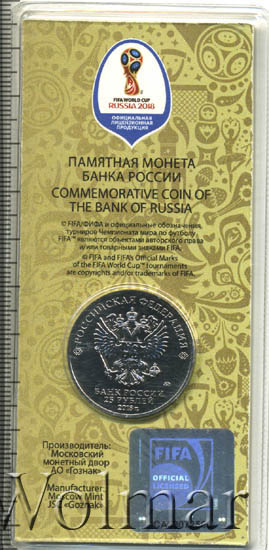 FIFA WORLD CUP
RUSSIA 2018
ОФИЦИАЛЬНАЯ
ЛИЦЕНЗИОННАЯ
ПРОДУКЦИЯ
ПАМЯТНАЯ МОНЕТА
БАНКА РОССИИ
COMMEMORATIVE COIN OF
THE BANK OF RUSSIA
© FIFA/ФИФА и официальные обозначения
турниров Чемпионата мира по футболу
FIFA™ являются объектами авторского права
и/или товарными знаками FIFA.
© FIFA and FIFA's Official Marks
of the FIFA World Cup™ tournaments
are copyrights and/or trademarks of FIFA.
РОССИЙСКАЯ ФЕДЕРАЦИЯ
БАНК РОССИИ
25 РУБЛЕЙ
2018 г.
Производитель:
Московский
монетный двор
АО «Гознак»
Manufacturer:
Moscow Mint
JSC «Goznak»
FIFA
OFFICIAL
LICENSED
Wolmar